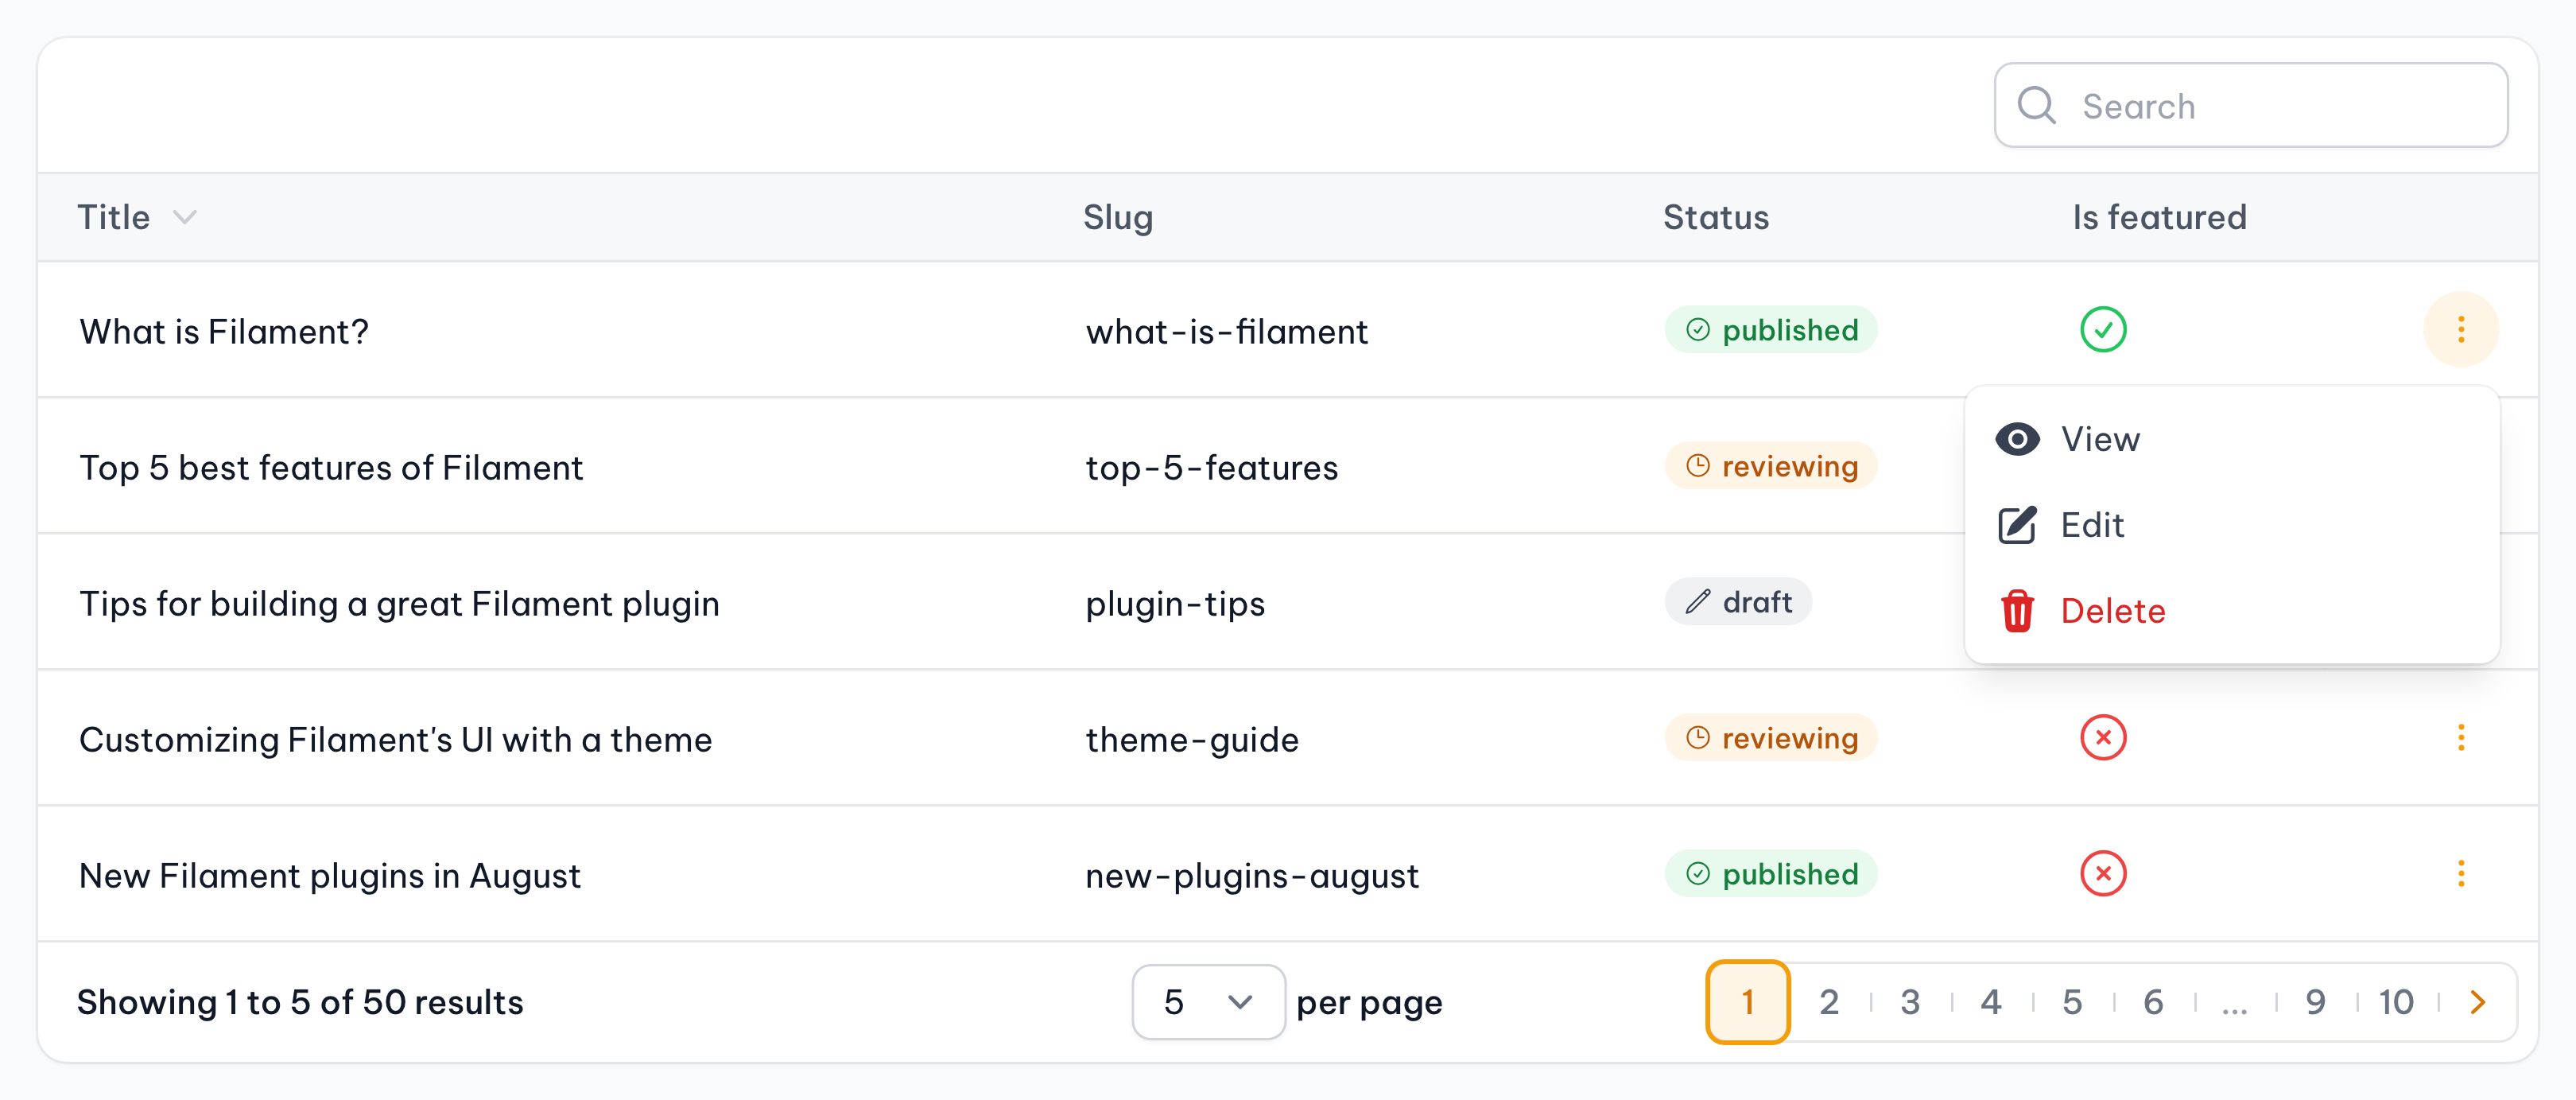 Search
Title Slug Status Is featured
What is Filament? what-is-filament published
Top 5 best features of Filament top-5-features reviewing
View
Edit
Tips for building a great Filament plugin plugin-tips draft
Delete
Customizing Filament's UI with a theme theme-guide reviewing
New Filament plugins in August new-plugins-august published
Showing 1 to 5 of 50 results 5 per page 1 2 3 4 5 6 ... 9 10